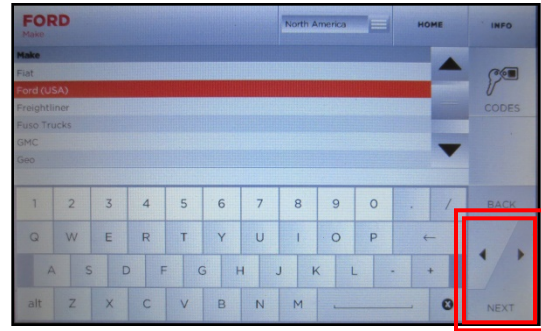 FORD
Make
North America
HOME
INFO
Make
Fiat
Ford (USA)
Freightliner
Fuso Trucks
GMC
Geo
CODES
1 2 3 4 5 6 7 8 9 0 . /
BACK
Q W E R T Y U I O P ←
A S D F G H J K L - +
alt Z X C V B N M
NEXT